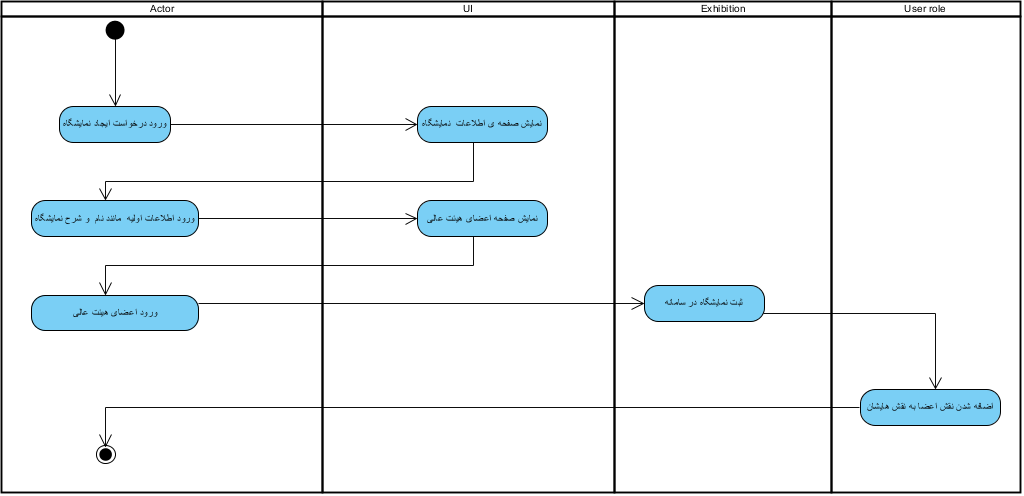 Actor
UI
Exhibition
User role
ورود درخواست ایجاد نمایشگاه
نمایش صفحه ی اطلاعات نمایشگاه
ورود اطلاعات اولیه مانند نام و شرح نمایشگاه
نمایش صفحه اعضای هیئت عالی
ورود اعضای هیئت عالی
ثبت نمایشگاه در سامانه
اضافه شدن نقش اعضا به نقش هایشان